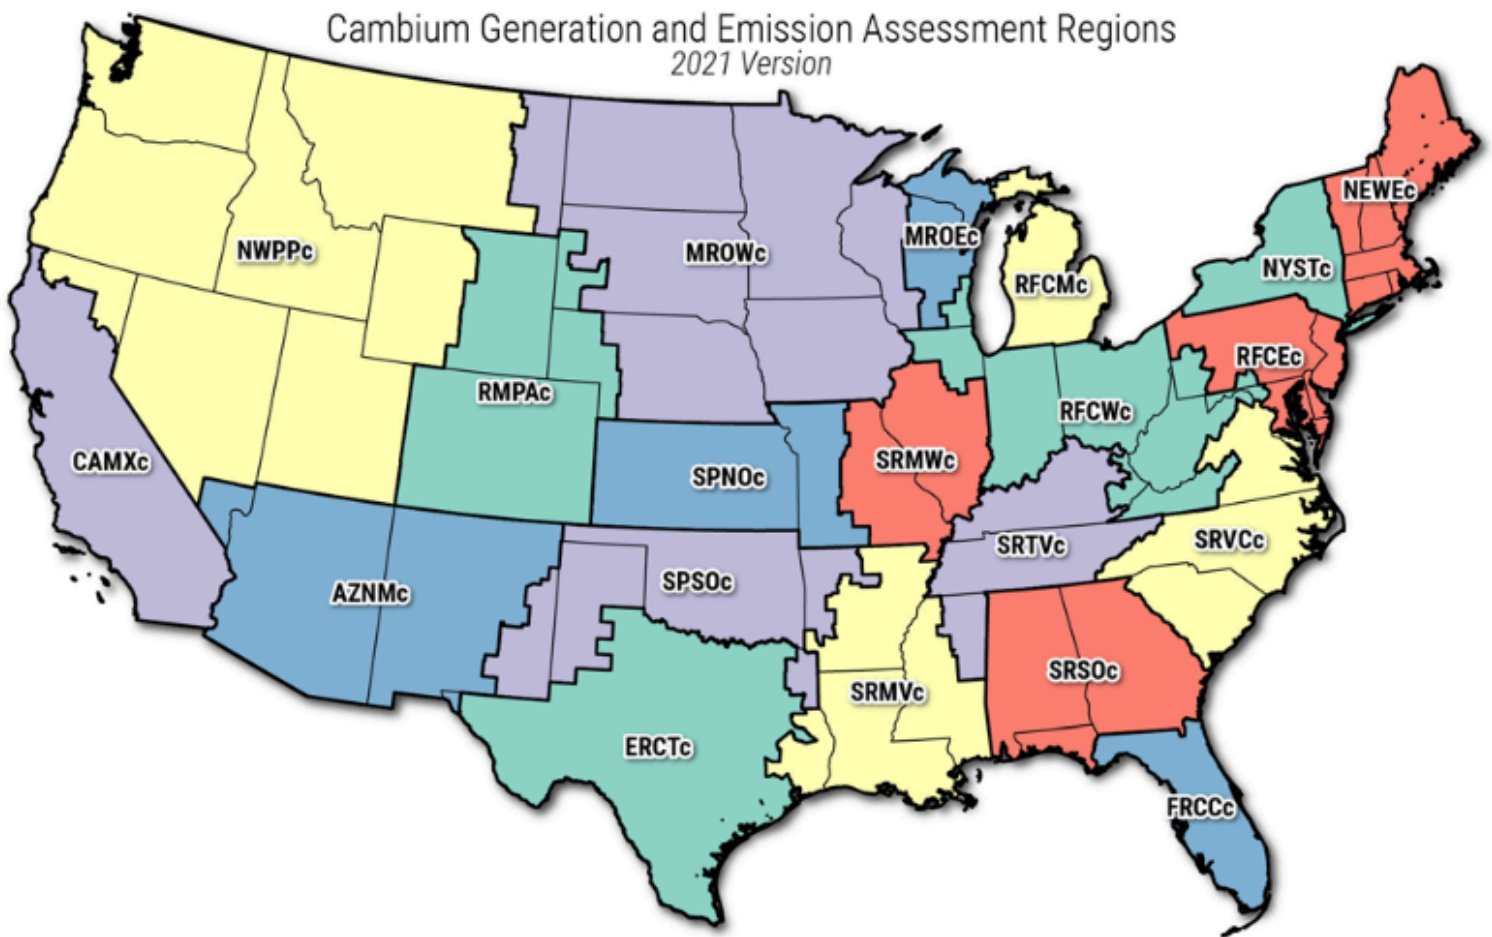 Cambium Generation and Emission Assessment Regions
2021 Version
NEWEc
NWPPc
MROWc
MROEc
NYSTc
RFCMc
RFCEc
RMPAc
RFCWc
CAMXc
SPNOc
SRMWc
SRTVc
SRVCc
AZNMc
SPSOc
SRSOc
SRMVc
ERCTc
FRCCc